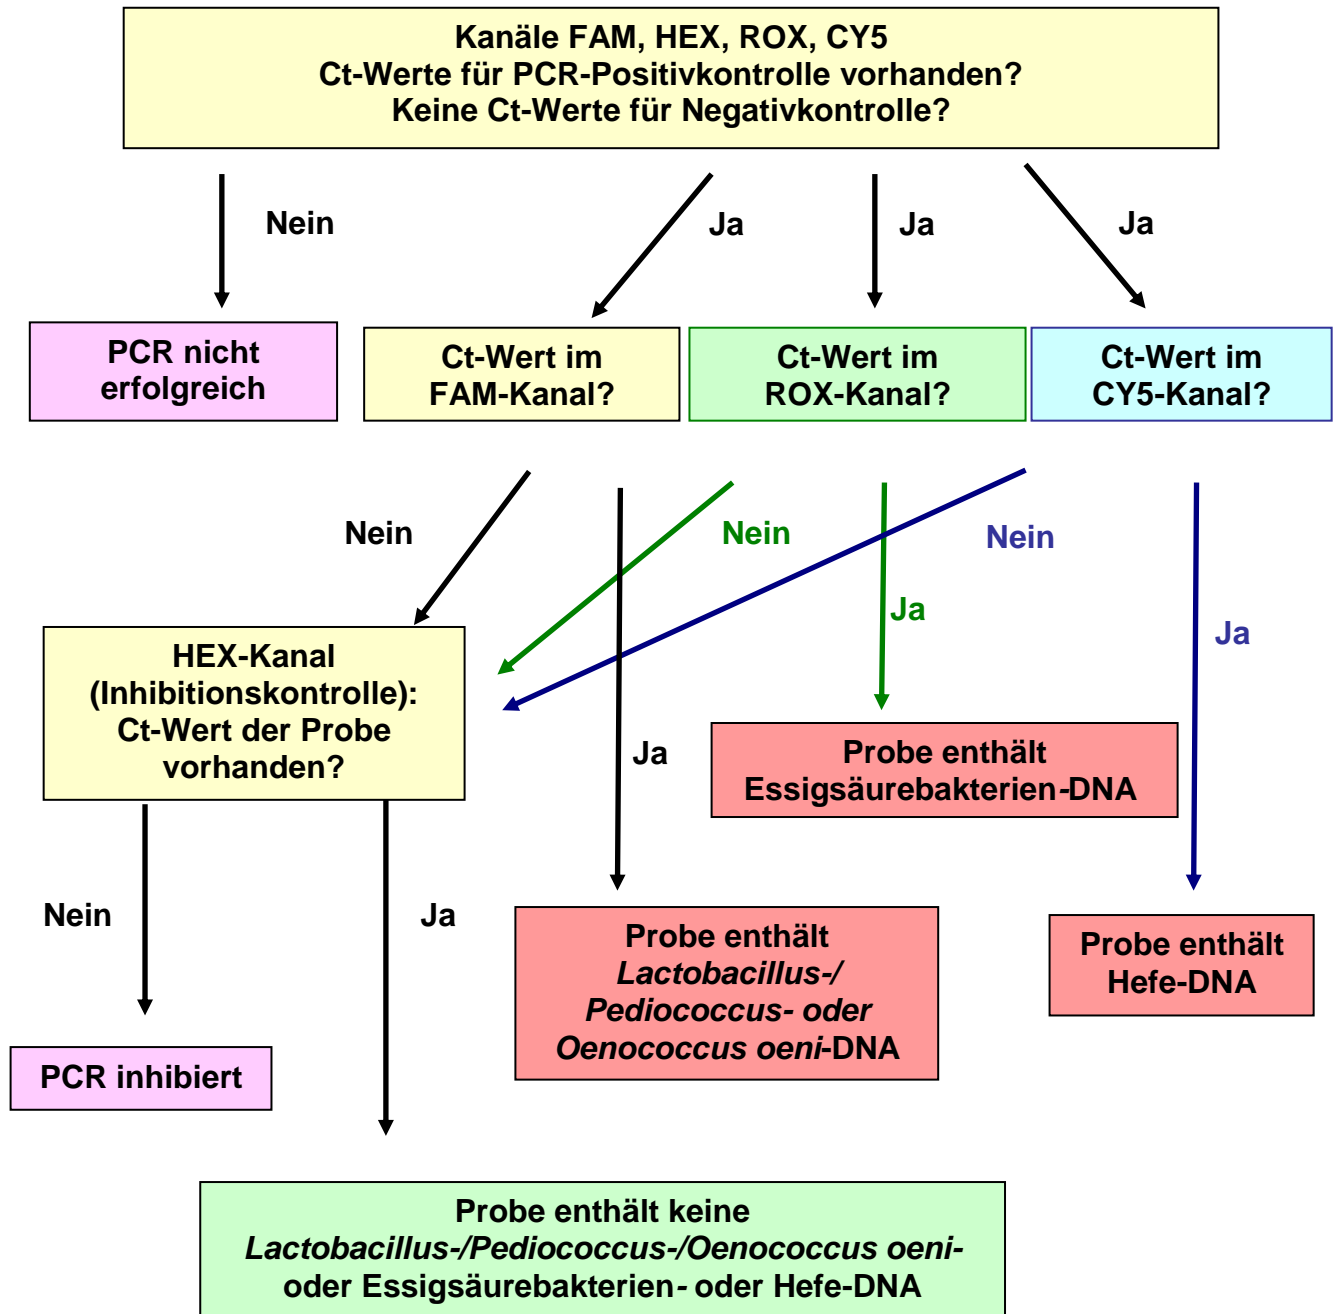 Kanäle FAM, HEX, ROX, CY5
Ct-Werte für PCR-Positivkontrolle vorhanden?
Keine Ct-Werte für Negativkontrolle?
Nein
Ja
Ja
Ja
PCR nicht
erfolgreich
Ct-Wert im
FAM-Kanal?
Ct-Wert im
ROX-Kanal?
Ct-Wert im
CY5-Kanal?
Nein
Nein
Nein
Ja
Ja
Ja
HEX-Kanal
(Inhibitionskontrolle):
Ct-Wert der Probe
vorhanden?
Probe enthält
Essigsäurebakterien-DNA
Nein
Ja
Probe enthält
Lactobacillus-/
Pediococcus- oder
Oenococcus oeni-DNA
Probe enthält
Hefe-DNA
PCR inhibiert
Probe enthält keine
Lactobacillus-/Pediococcus-/Oenococcus oeni-
oder Essigsäurebakterien- oder Hefe-DNA